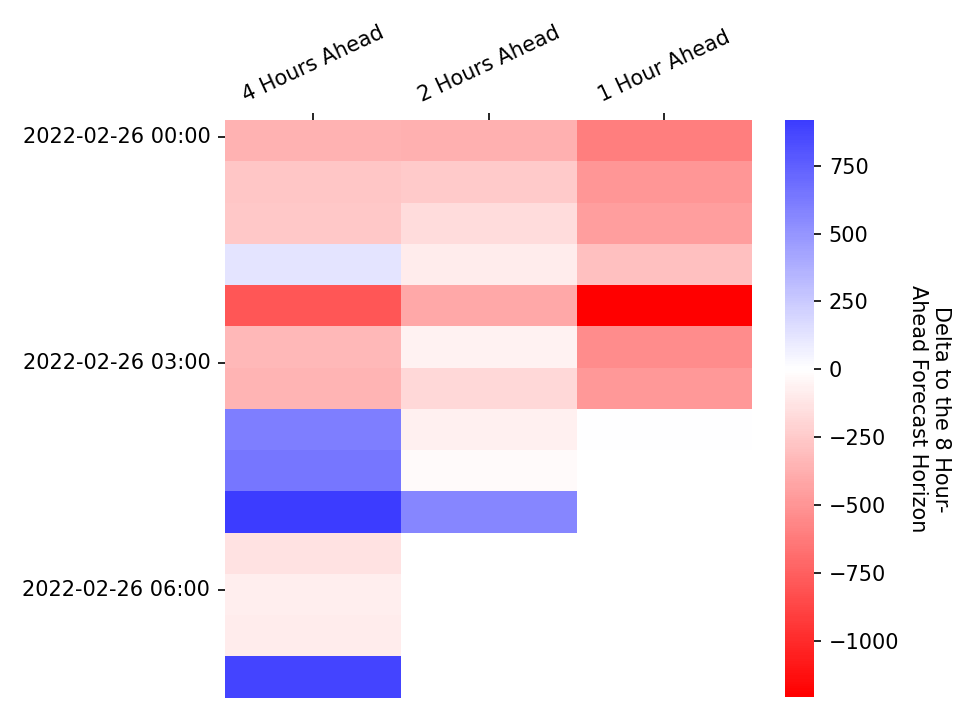 4 Hours Ahead
2 Hours Ahead
1 Hour Ahead
2022-02-26 00:00
2022-02-26 03:00
2022-02-26 06:00
750
500
250
0
−250
−500
−750
−1000
Delta to the 8 Hour-
Ahead Forecast Horizon